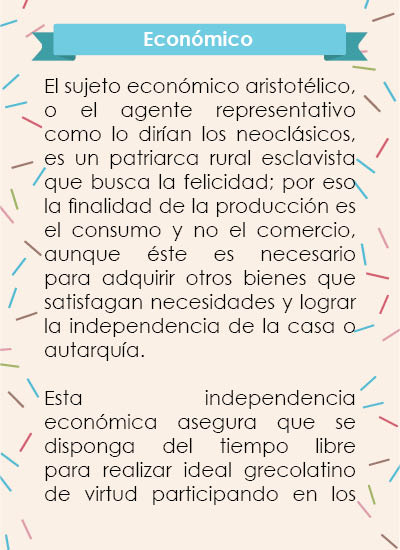 Económico
El sujeto económico aristotélico,
o el agente representativo
como lo dirían los neoclásicos,
es un patriarca rural esclavista
que busca la felicidad; por eso
la finalidad de la producción es
el consumo y no el comercio,
aunque éste es necesario
para adquirir otros bienes que
satisfagan necesidades y lograr
la independencia de la casa o
autarquía.
Esta independencia
económica asegura que se
disponga del tiempo libre
para realizar ideal grecolatino
de virtud participando en los